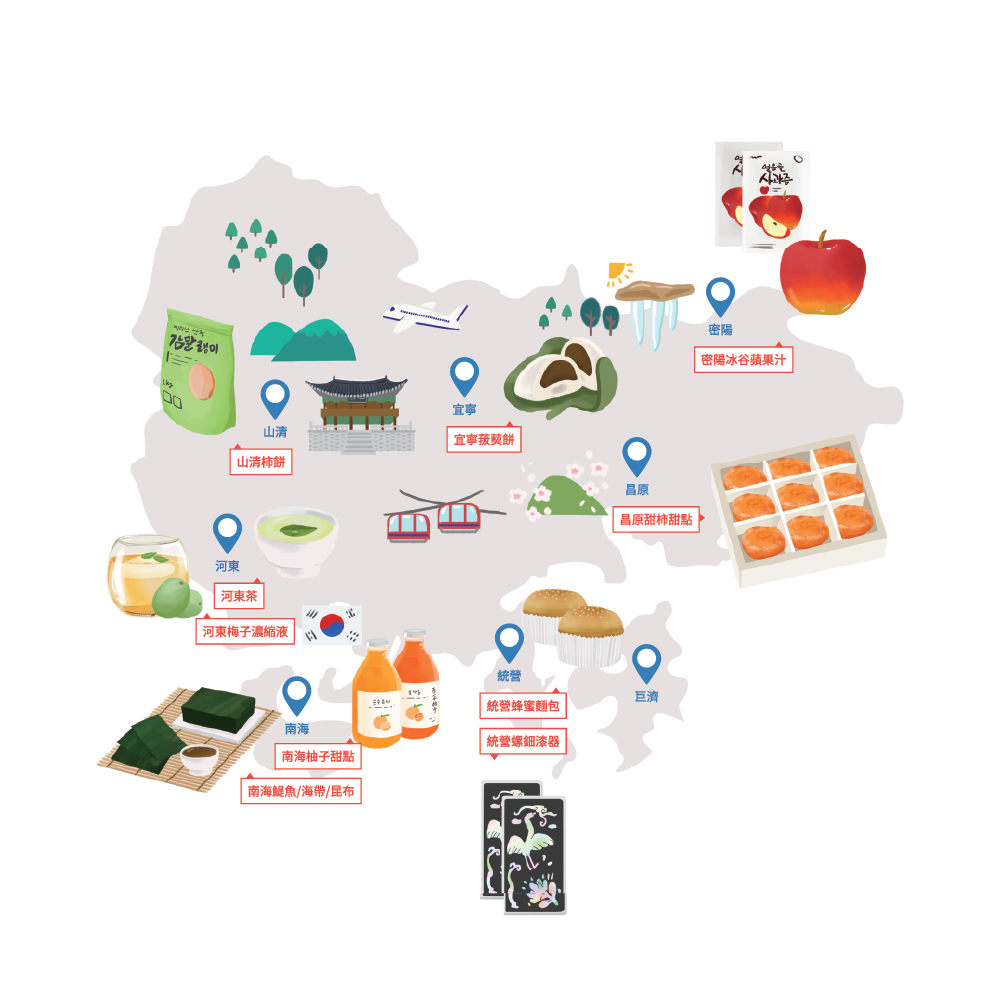 얼음골
사과즙
密陽
密陽冰谷蘋果汁
감말랭이
1kg
山清
山清柿餅
宜寧
宜寧菝葜餅
昌原
昌原甜柿甜點
河東
河東茶
河東梅子濃縮液
統營
統營蜂蜜麵包
統營螺鈿漆器
巨濟
南海
南海柚子甜點
南海鯷魚/海帶/昆布